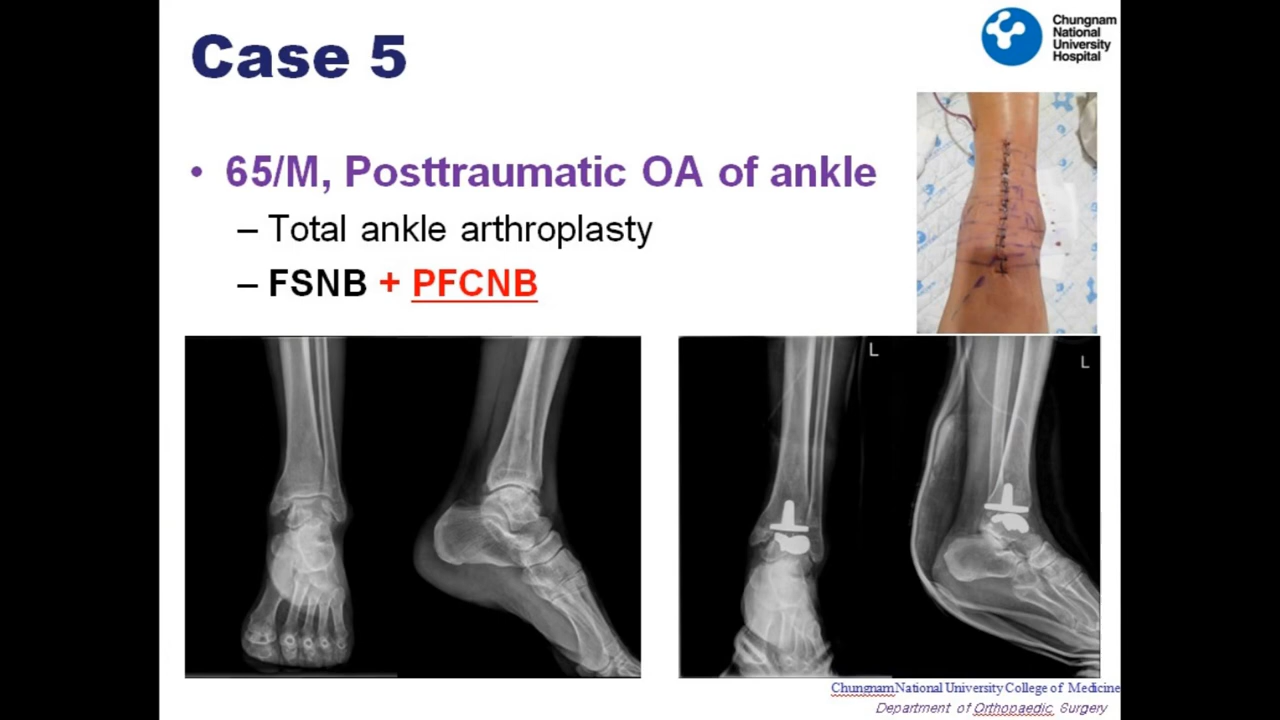 Case 5
Chungnam
National
University
Hospital
• 65/M, Posttraumatic OA of ankle
– Total ankle arthroplasty
– FSNB + PFCNB
L
L
Chungnam National University College of Medicine
Department of Orthopaedic Surgery